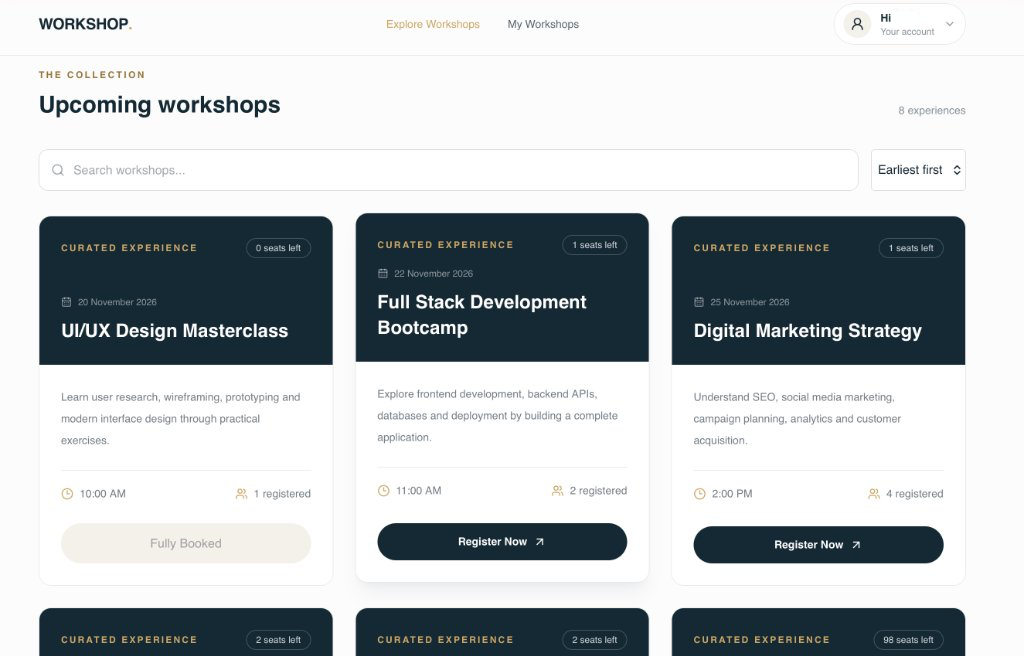 WORKSHOP.
Explore Workshops
My Workshops
Hi
Your account
THE COLLECTION
Upcoming workshops
8 experiences
Search workshops...
Earliest first
CURATED EXPERIENCE
0 seats left
20 November 2026
UI/UX Design Masterclass
Learn user research, wireframing, prototyping and
modern interface design through practical
exercises.
10:00 AM
1 registered
Fully Booked
CURATED EXPERIENCE
1 seats left
22 November 2026
Full Stack Development
Bootcamp
Explore frontend development, backend APIs,
databases and deployment by building a complete
application.
11:00 AM
2 registered
Register Now
CURATED EXPERIENCE
1 seats left
25 November 2026
Digital Marketing Strategy
Understand SEO, social media marketing,
campaign planning, analytics and customer
acquisition.
2:00 PM
4 registered
Register Now
CURATED EXPERIENCE
2 seats left
CURATED EXPERIENCE
2 seats left
CURATED EXPERIENCE
98 seats left